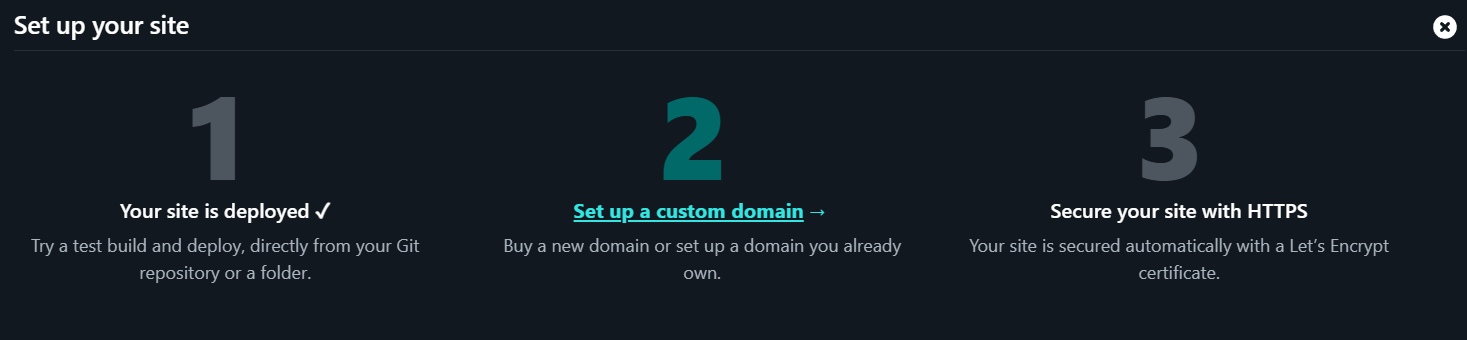 Set up your site
1
Your site is deployed ✓
Try a test build and deploy, directly from your Git
repository or a folder.
2
Set up a custom domain →
Buy a new domain or set up a domain you already
own.
3
Secure your site with HTTPS
Your site is secured automatically with a Let’s Encrypt
certificate.